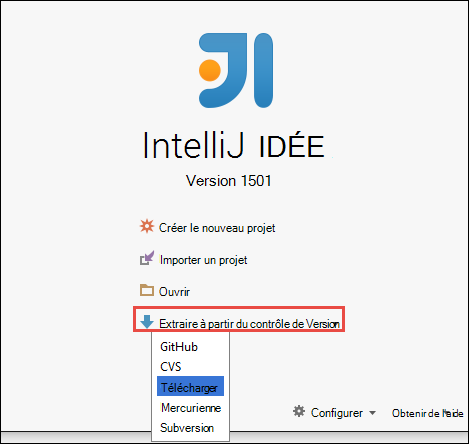 IntelliJ IDÉE
Version 1501
Créer le nouveau projet
Importer un projet
Ouvrir
Extraire à partir du contrôle de Version
GitHub
CVS
Télécharger
Mercurienne
Subversion
Configurer
Obtenir de l'aide